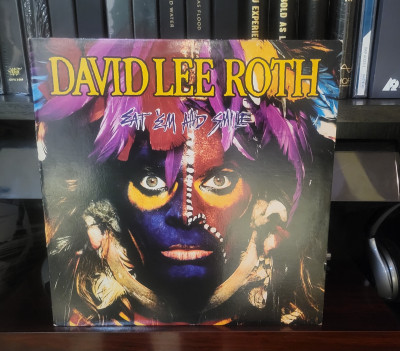 DAVID LEE ROTH
EAT 'EM AND SMILE